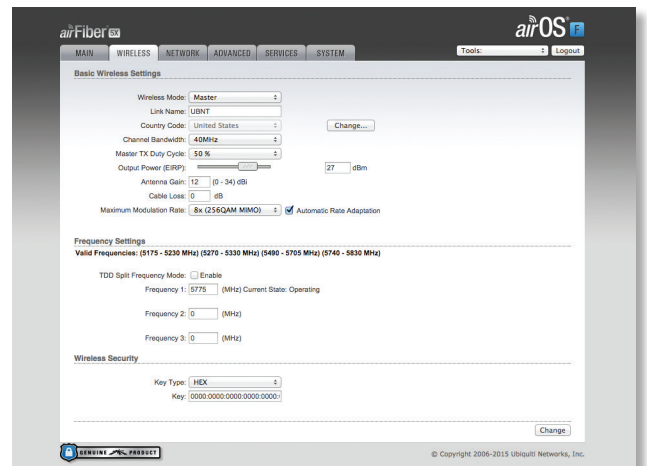 airFiber 5X
airOS F
MAIN WIRELESS NETWORK ADVANCED SERVICES SYSTEM Tools: Logout
Basic Wireless Settings
Wireless Mode: Master
Link Name: UBNT
Country Code: United States Change...
Channel Bandwidth: 40MHz
Master TX Duty Cycle: 50 %
Output Power (EIRP): 27 dBm
Antenna Gain: 12 (0 - 34) dBi
Cable Loss: 0 dB
Maximum Modulation Rate: 8x (256QAM MIMO) Automatic Rate Adaptation
Frequency Settings
Valid Frequencies: (5175 - 5230 MHz) (5270 - 5330 MHz) (5490 - 5705 MHz) (5740 - 5830 MHz)
TDD Split Frequency Mode: Enable
Frequency 1: 5775 (MHz) Current State: Operating
Frequency 2: 0 (MHz)
Frequency 3: 0 (MHz)
Wireless Security
Key Type: HEX
Key: 0000:0000:0000:0000:0000:
Change
GENUINE PRODUCT
© Copyright 2006-2015 Ubiquiti Networks, Inc.